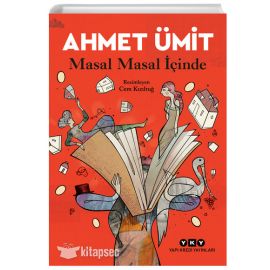 AHMET ÜMİT
Masal Masal İçinde
Resimleyen
Cem Kızıltuğ
kitapsec
YKY
YAPI KREDİ YAYINLARI